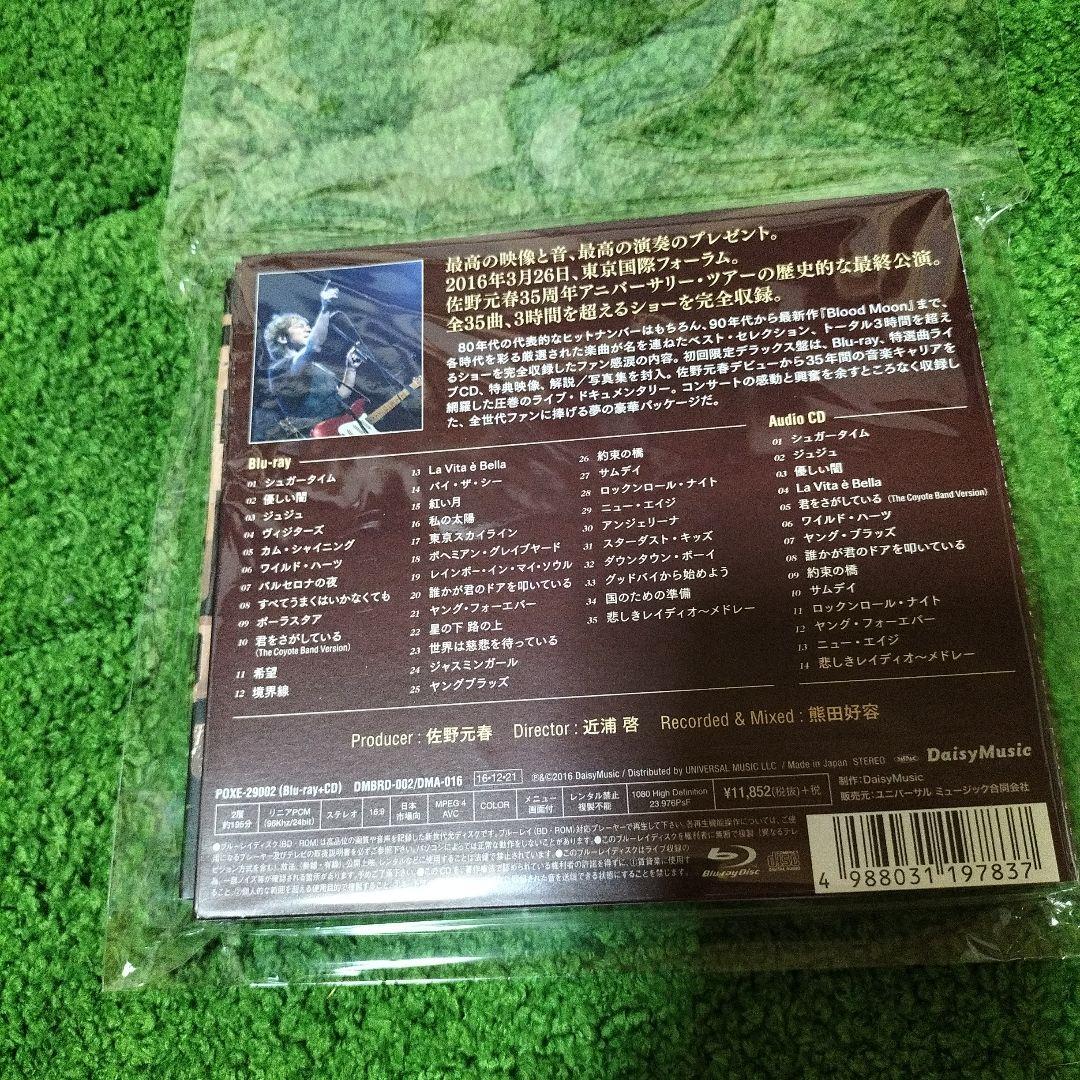 最高の映像と音、最高の演奏のプレゼント。
2016年3月26日、東京国際フォーラム。
佐野元春35周年アニバーサリー・ツアーの歴史的な最終公演。
全35曲、3時間を超えるショーを完全収録。
80年代の代表的なヒットナンバーはもちろん、90年代から最新作『Blood Moon』まで、
各時代を彩る厳選された楽曲が名を連ねたベスト・セレクション、トータル3時間を超え
るショーを完全収録したファン感涙の内容。初回限定デラックス盤は、Blu-ray、特選曲ライ
ブCD、特典映像、解説/写真集を封入。佐野元春デビューから35年間の音楽キャリアを
網羅した圧巻のライブ・ドキュメンタリー。コンサートの感動と興奮を余すところなく収録し
た、全世代ファンに捧げる夢の豪華パッケージだ。
Blu-ray
01 シュガータイム
02 優しい闇
03 ジュジュ
04 ヴィジターズ
05 カム・シャイニング
06 ワイルド・ハーツ
07 バルセロナの夜
08 すべてうまくはいかなくても
09 ポーラスタア
10 君をさがしている
(The Coyote Band Version)
11 希望
12 境界線
13 La Vita è Bella
14 バイ・ザ・シー
15 紅い月
16 私の太陽
17 東京スカイライン
18 ボヘミアン・グレイブヤード
19 レインボー・イン・マイ・ソウル
20 誰かが君のドアを叩いている
21 ヤング・フォーエバー
22 星の下 路の上
23 世界は慈悲を待っている
24 ジャスミンガール
25 ヤングブラッズ
26 約束の橋
27 サムデイ
28 ロックンロール・ナイト
29 ニュー・エイジ
30 アンジェリーナ
31 スターダスト・キッズ
32 ダウンタウン・ボーイ
33 グッドバイから始めよう
34 国のための準備
35 悲しきレイディオ〜メドレー
Audio CD
01 シュガータイム
02 ジュジュ
03 優しい闇
04 La Vita è Bella
05 君をさがしている (The Coyote Band Version)
06 ワイルド・ハーツ
07 ヤング・ブラッズ
08 誰かが君のドアを叩いている
09 約束の橋
10 サムデイ
11 ロックンロール・ナイト
12 ヤング・フォーエバー
13 ニュー・エイジ
14 悲しきレイディオ〜メドレー
Producer : 佐野元春 Director : 近浦 啓 Recorded & Mixed : 熊田好容
POXE-29002 (Blu-ray+CD) DMBRD-002/DMA-016 16・12・21 ℗&©2016 DaisyMusic / Distributed by UNIVERSAL MUSIC LLC / Made in Japan STEREO DaisyMusic
2層 約195分 リニアPCM (96Khz/24bit) ステレオ 16:9 日本市場向 MPEG 4 AVC COLOR メニュー画面付 レンタル禁止 複製不能 1080 High Definition 23.976PsF ¥11,852(税抜)+税
制作:DaisyMusic
販売元:ユニバーサル ミュージック合同会社
Blu-ray Disc
4 988031 197837